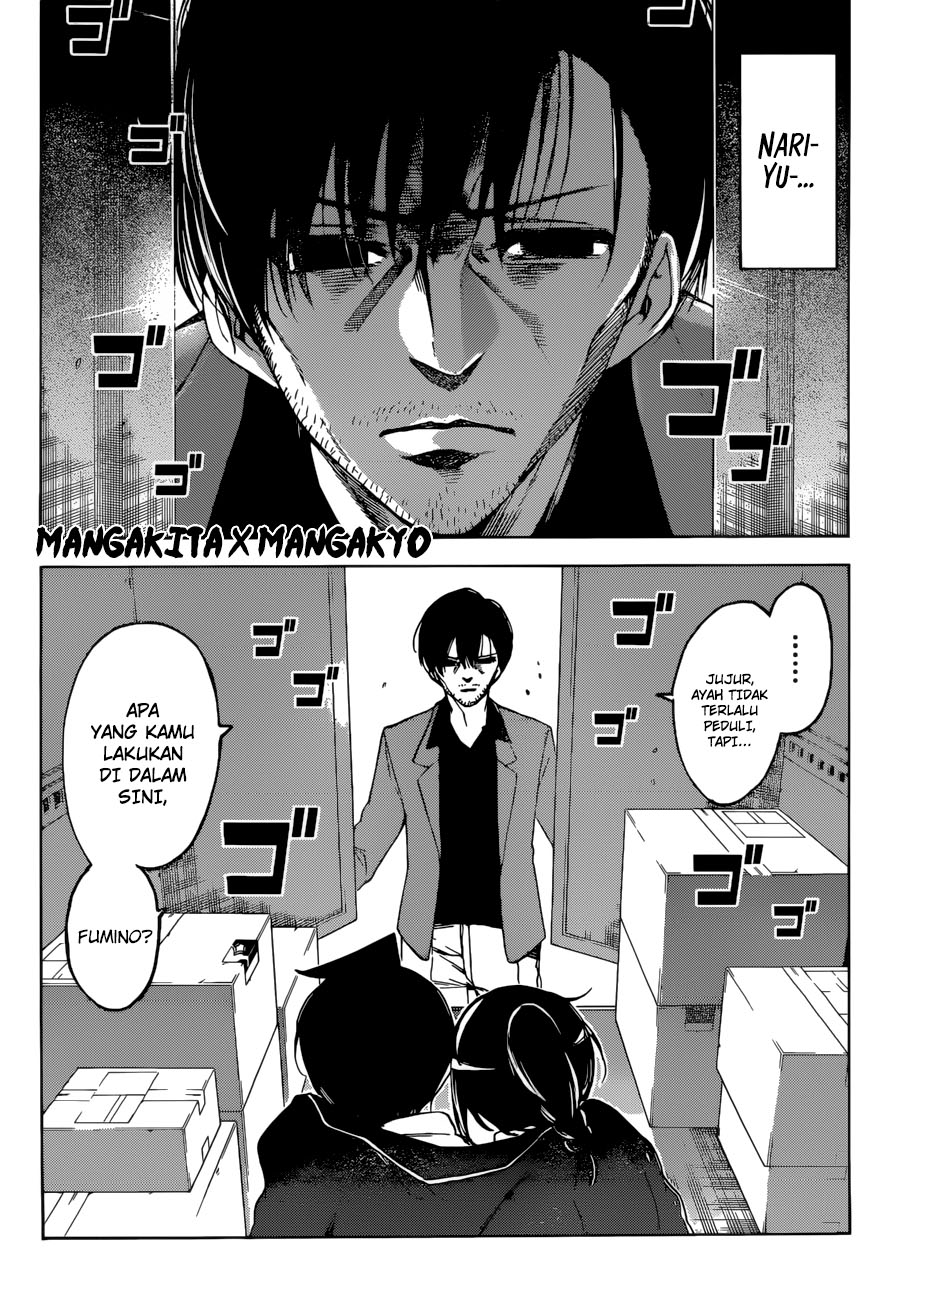 NARI-
YU-...
ゴ
ゴ
ゴ
ゴ
ゴ
ゴ
ゴ
MANGAKITA X MANGAKYO
......
JUJUR,
AYAH TIDAK
TERLALU
PEDULI,
TAPI...
ゴ
ゴ
ゴ
ゴ
ゴ
ゴ
ゴ
APA
YANG KAMU
LAKUKAN
DI DALAM
SINI,
FUMINO?